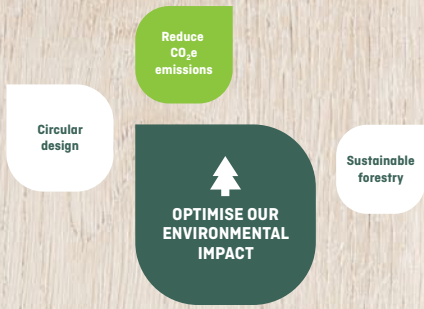 Reduce
CO₂e
emissions
Circular
design
Sustainable
forestry
OPTIMISE OUR
ENVIRONMENTAL
IMPACT